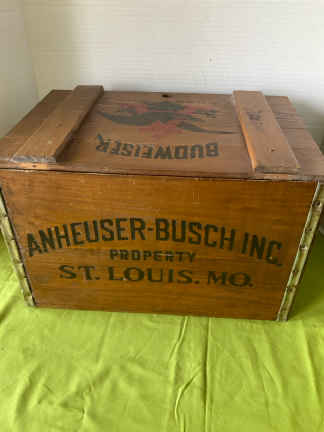 BUDWEISER
ANHEUSER-BUSCH INC.
PROPERTY
ST. LOUIS. MO.